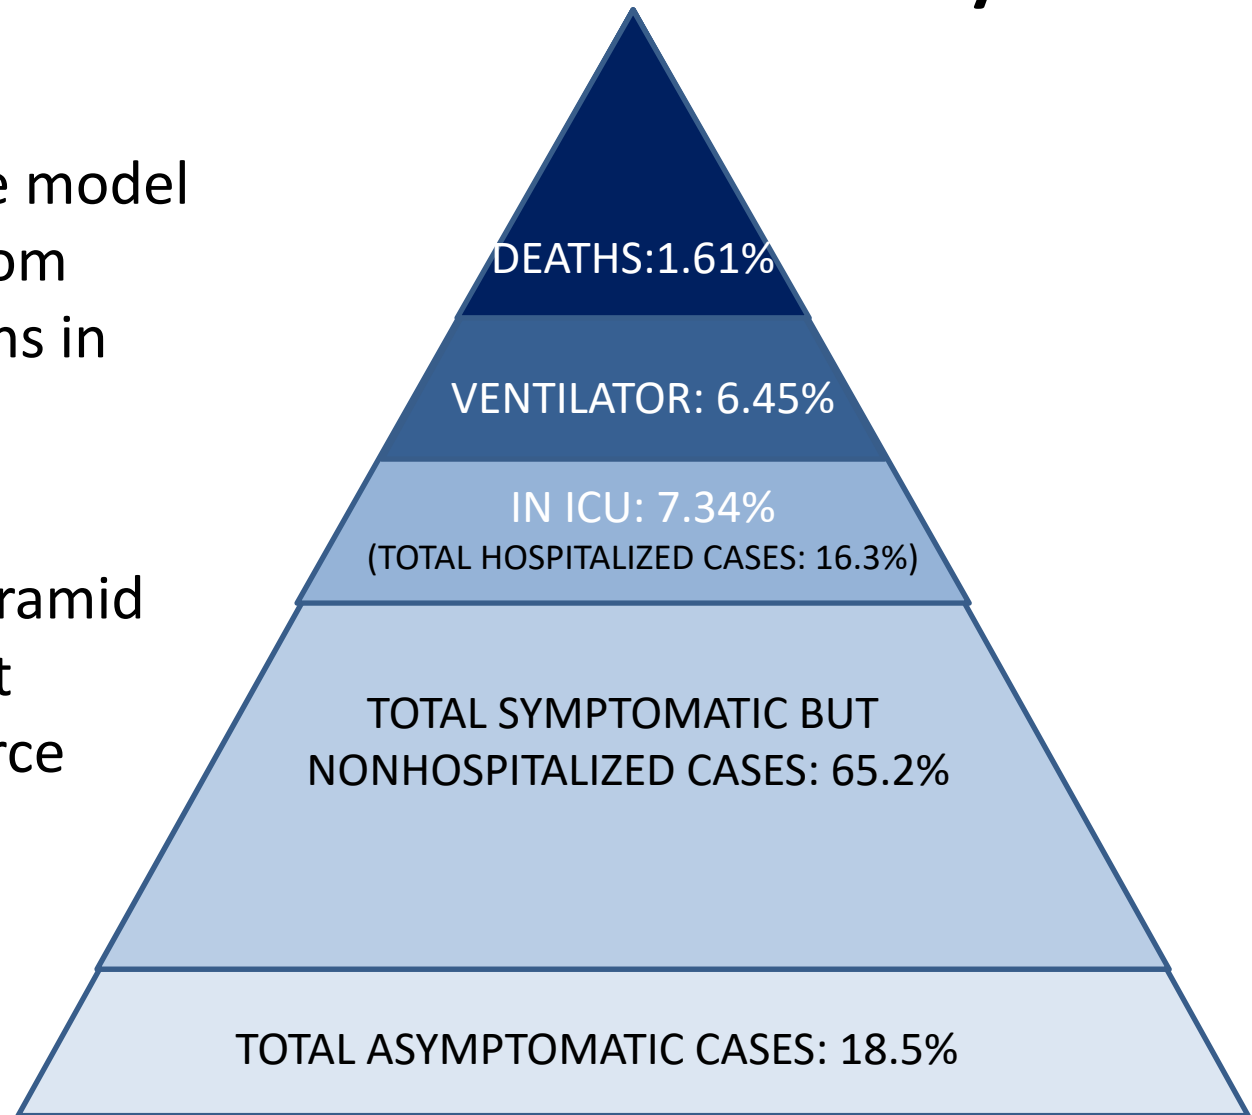 e model
om
ns in
ramid
t
rce
DEATHS:1.61%
VENTILATOR: 6.45%
IN ICU: 7.34%
(TOTAL HOSPITALIZED CASES: 16.3%)
TOTAL SYMPTOMATIC BUT
NONHOSPITALIZED CASES: 65.2%
TOTAL ASYMPTOMATIC CASES: 18.5%